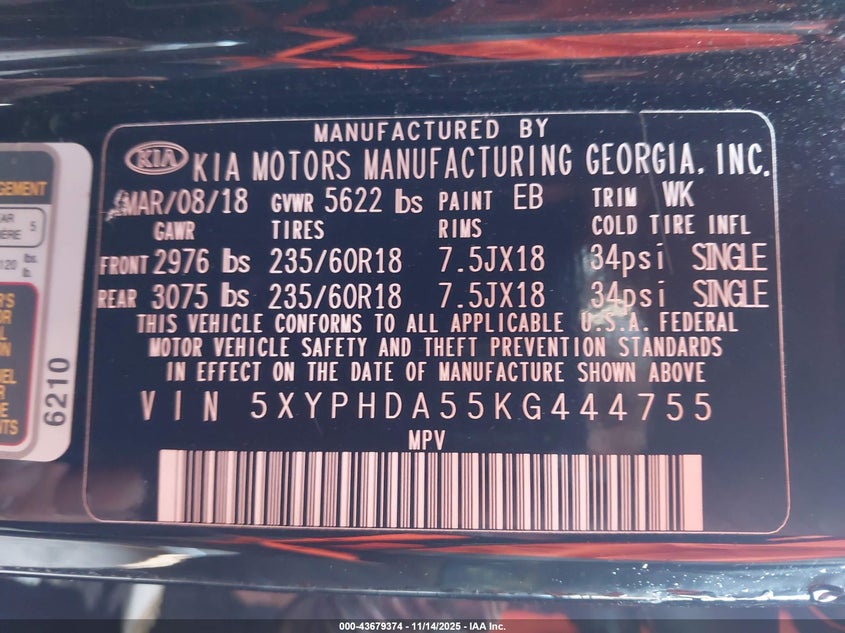 MANUFACTURED BY
KIA KIA MOTORS MANUFACTURING GEORGIA, INC.
MAR/08/18 GVWR 5622 lbs PAINT EB TRIM WK
GAWR TIRES RIMS COLD TIRE INFL
FRONT 2976 lbs 235/60R18 7.5JX18 34psi SINGLE
REAR 3075 lbs 235/60R18 7.5JX18 34psi SINGLE
THIS VEHICLE CONFORMS TO ALL APPLICABLE U.S.A. FEDERAL
MOTOR VEHICLE SAFETY AND THEFT PREVENTION STANDARDS
IN EFFECT ON THE DATE OF MANUFACTURE SHOWN ABOVE
VIN 5XYPHDA55KG444755
MPV
5
120 lbs.
6210
000-43679374 - 11/14/2025 - IAA Inc.